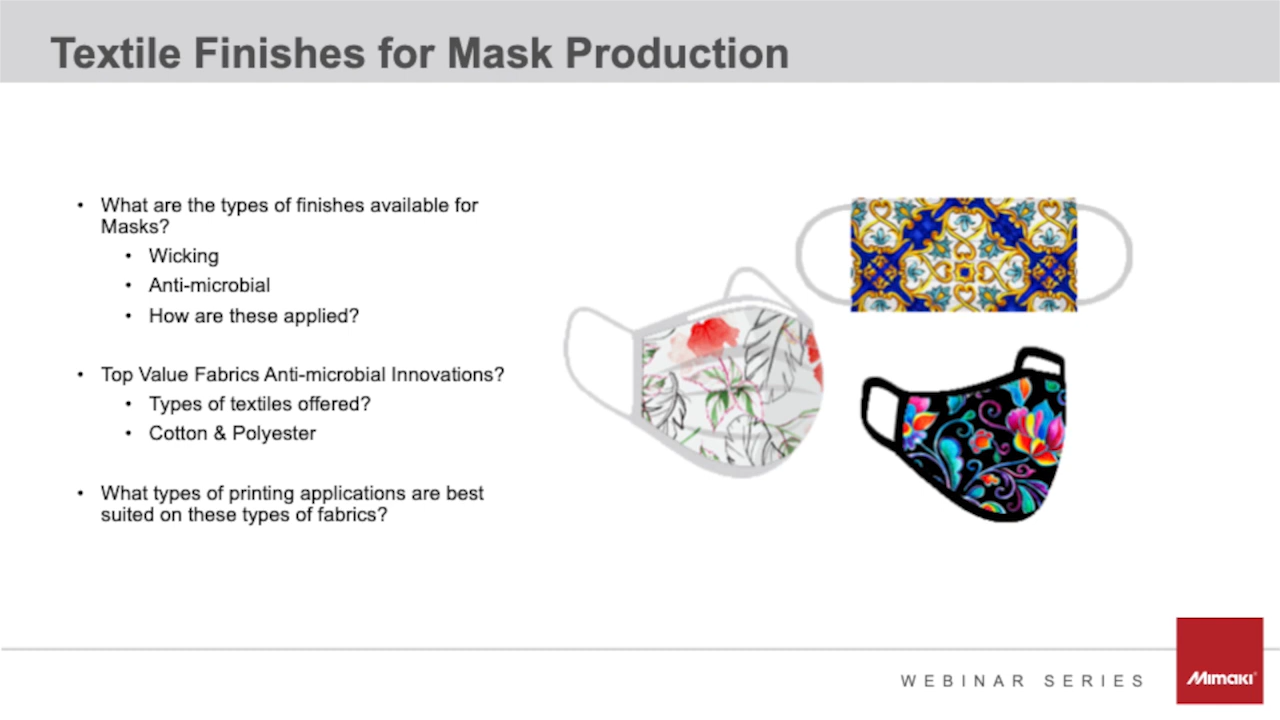 Textile Finishes for Mask Production
• What are the types of finishes available for
Masks?
• Wicking
• Anti-microbial
• How are these applied?
• Top Value Fabrics Anti-microbial Innovations?
• Types of textiles offered?
• Cotton & Polyester
• What types of printing applications are best
suited on these types of fabrics?
WEBINAR SERIES
Mimaki